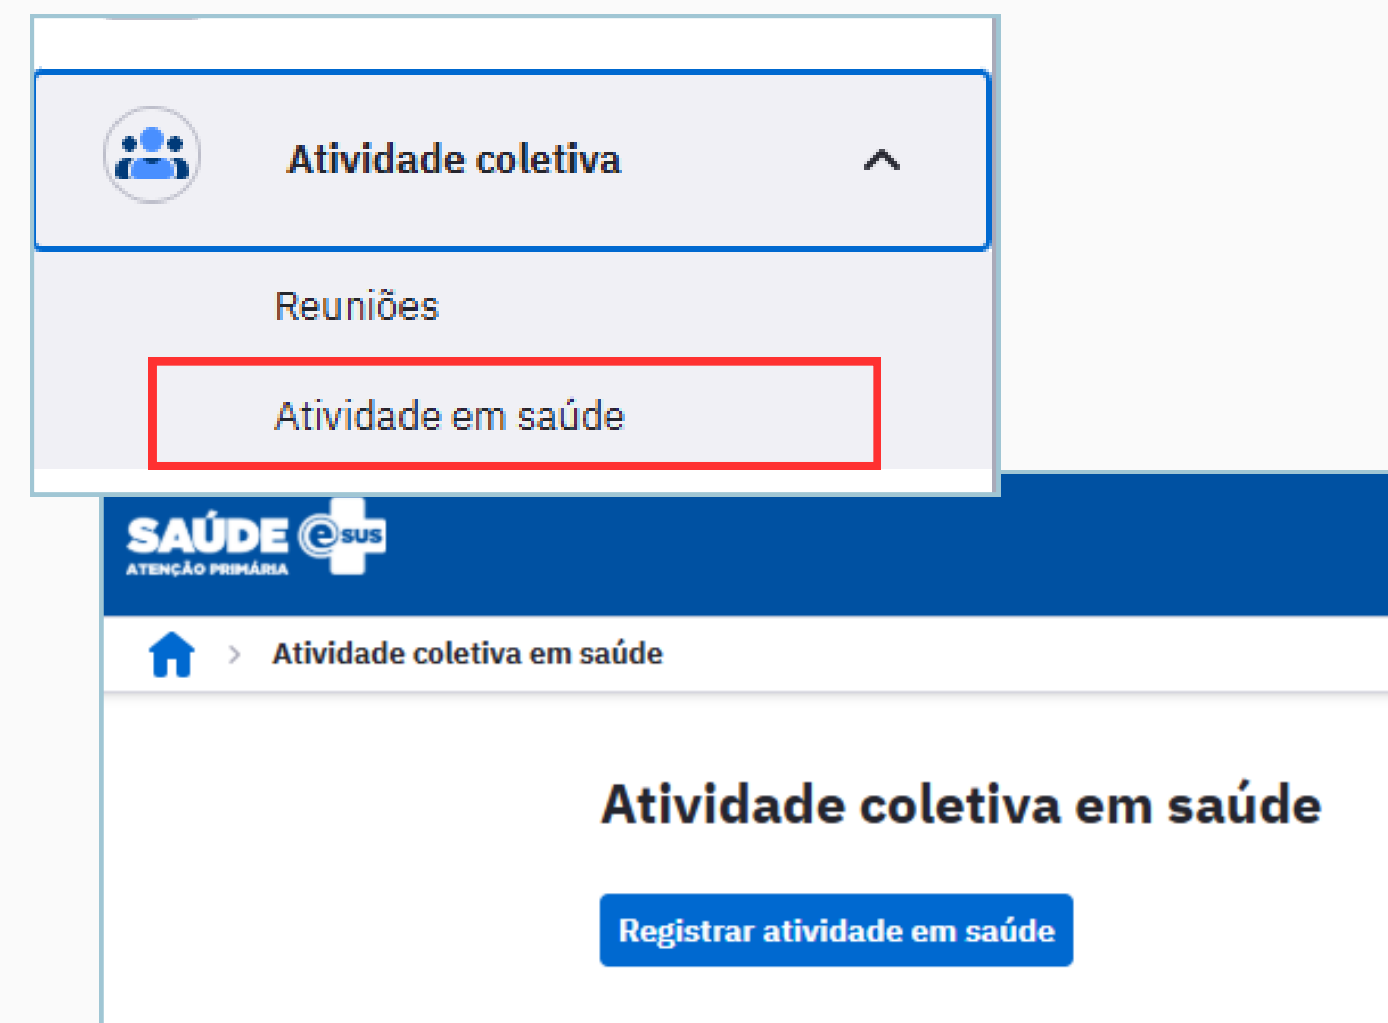 Atividade coletiva
Reuniões
Atividade em saúde
SAÚDE e SUS
ATENÇÃO PRIMÁRIA
Atividade coletiva em saúde
Atividade coletiva em saúde
Registrar atividade em saúde